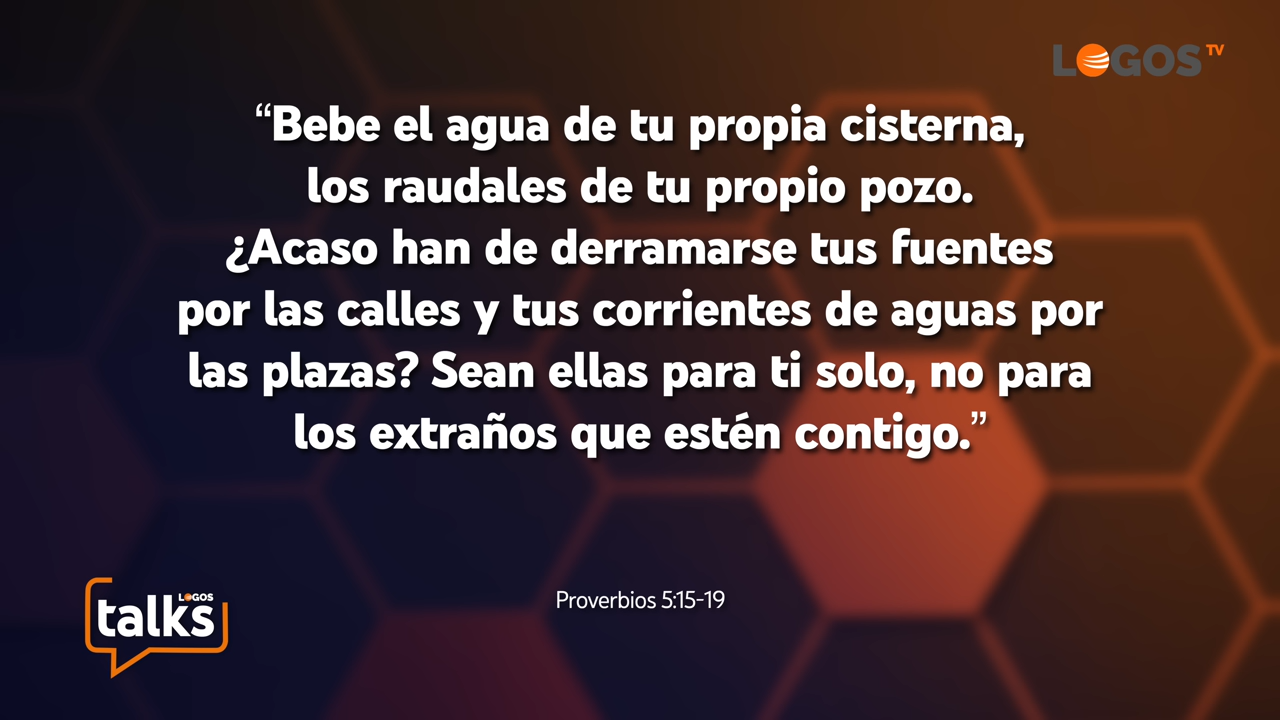 LOGOS TV
“Bebe el agua de tu propia cisterna,
los raudales de tu propio pozo.
¿Acaso han de derramarse tus fuentes
por las calles y tus corrientes de aguas por
las plazas? Sean ellas para ti solo, no para
los extraños que estén contigo.”
LOGOS
talks
Proverbios 5:15-19